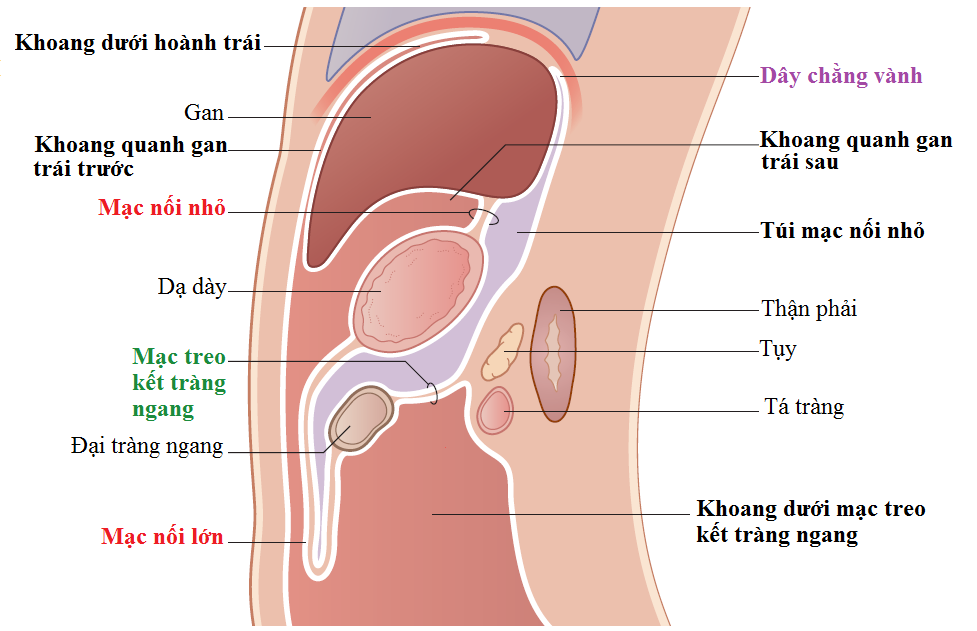 Khoang dưới hoành trái
Gan
Khoang quanh gan
trái trước
Mạc nối nhỏ
Dạ dày
Mạc treo
kết tràng
ngang
Đại tràng ngang
Mạc nối lớn
Dây chằng vành
Khoang quanh gan
trái sau
Túi mạc nối nhỏ
Thận phải
Tụy
Tá tràng
Khoang dưới mạc treo
kết tràng ngang